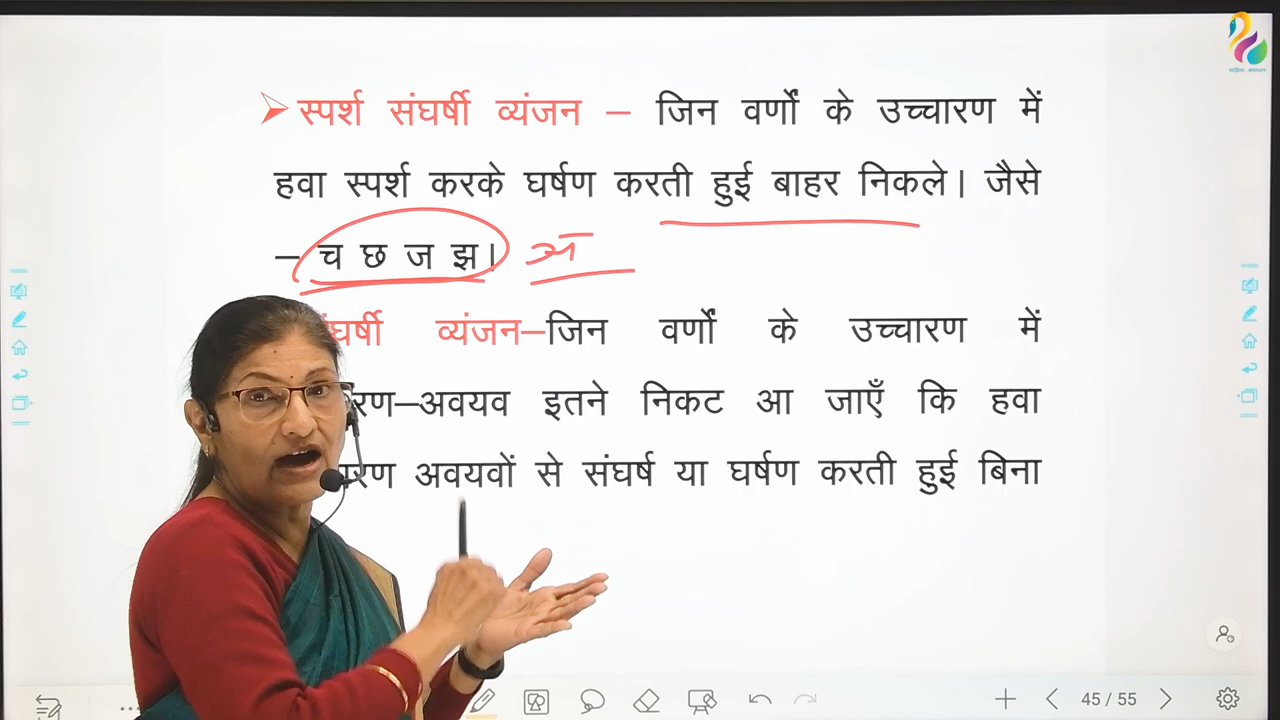 ➢ स्पर्श संघर्षी व्यंजन – जिन वर्णों के उच्चारण में
हवा स्पर्श करके घर्षण करती हुई बाहर निकले। जैसे
– च छ ज झ। ञ
व्यंजन–जिन वर्णों के उच्चारण में
अवयव इतने निकट आ जाएँ कि हवा
अवयवों से संघर्ष या घर्षण करती हुई बिना
45 / 55